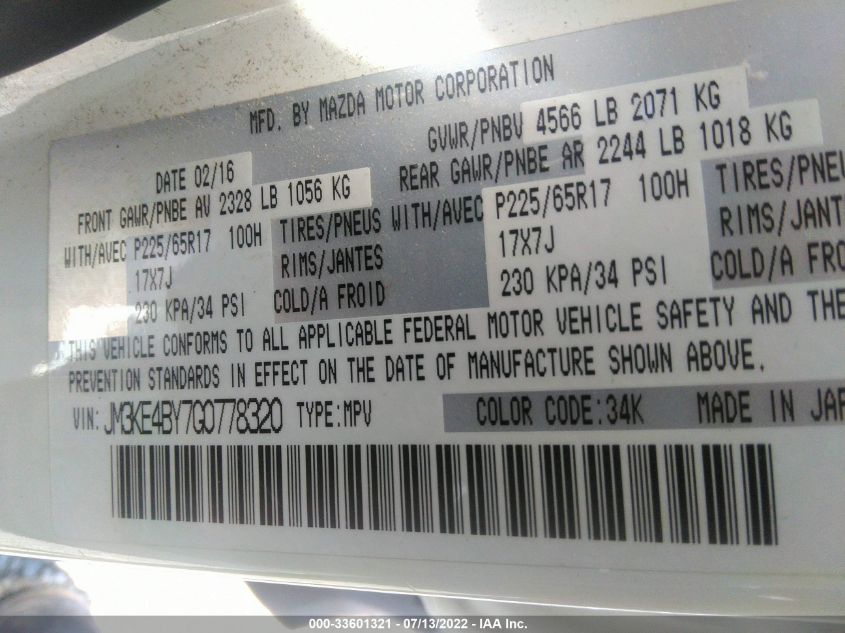 MFD. BY MAZDA MOTOR CORPORATION
DATE 02/16 GVWR/PNBV 4566 LB 2071 KG
FRONT GAWR/PNBE AV 2328 LB 1056 KG REAR GAWR/PNBE AR 2244 LB 1018 KG
WITH/AVEC P225/65R17 100H TIRES/PNEUS WITH/AVEC P225/65R17 100H TIRES/PNEU
17X7J RIMS/JANTES 17X7J RIMS/JANTE
230 KPA/34 PSI COLD/A FROID 230 KPA/34 PSI COLD/A FRO
THIS VEHICLE CONFORMS TO ALL APPLICABLE FEDERAL MOTOR VEHICLE SAFETY AND THE
PREVENTION STANDARDS IN EFFECT ON THE DATE OF MANUFACTURE SHOWN ABOVE.
VIN: JM3KE4BY7G0778320 TYPE:MPV COLOR CODE:34K MADE IN JAP
000-33601321 - 07/13/2022 - IAA Inc.